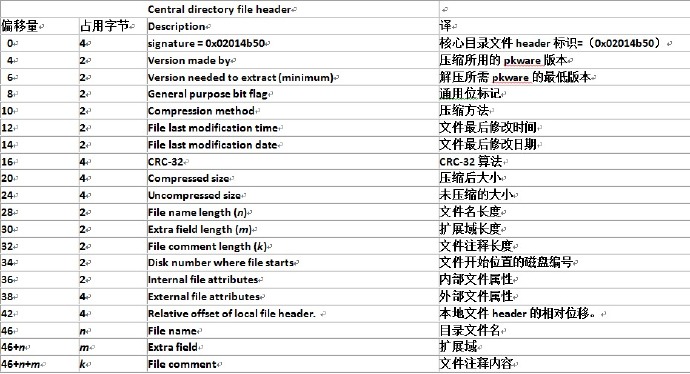 Central directory file header
偏移量 占用字节 Description 译
0 4 signature = 0x02014b50 核心目录文件 header 标识=（0x02014b50）
4 2 Version made by 压缩所用的 pkware 版本
6 2 Version needed to extract (minimum) 解压所需 pkware 的最低版本
8 2 General purpose bit flag 通用位标记
10 2 Compression method 压缩方法
12 2 File last modification time 文件最后修改时间
14 2 File last modification date 文件最后修改日期
16 4 CRC-32 CRC-32 算法
20 4 Compressed size 压缩后大小
24 4 Uncompressed size 未压缩的大小
28 2 File name length (n) 文件名长度
30 2 Extra field length (m) 扩展域长度
32 2 File comment length (k) 文件注释长度
34 2 Disk number where file starts 文件开始位置的磁盘编号
36 2 Internal file attributes 内部文件属性
38 4 External file attributes 外部文件属性
42 4 Relative offset of local file header. 本地文件 header 的相对位移。
46 n File name 目录文件名
46+n m Extra field 扩展域
46+n+m k File comment 文件注释内容